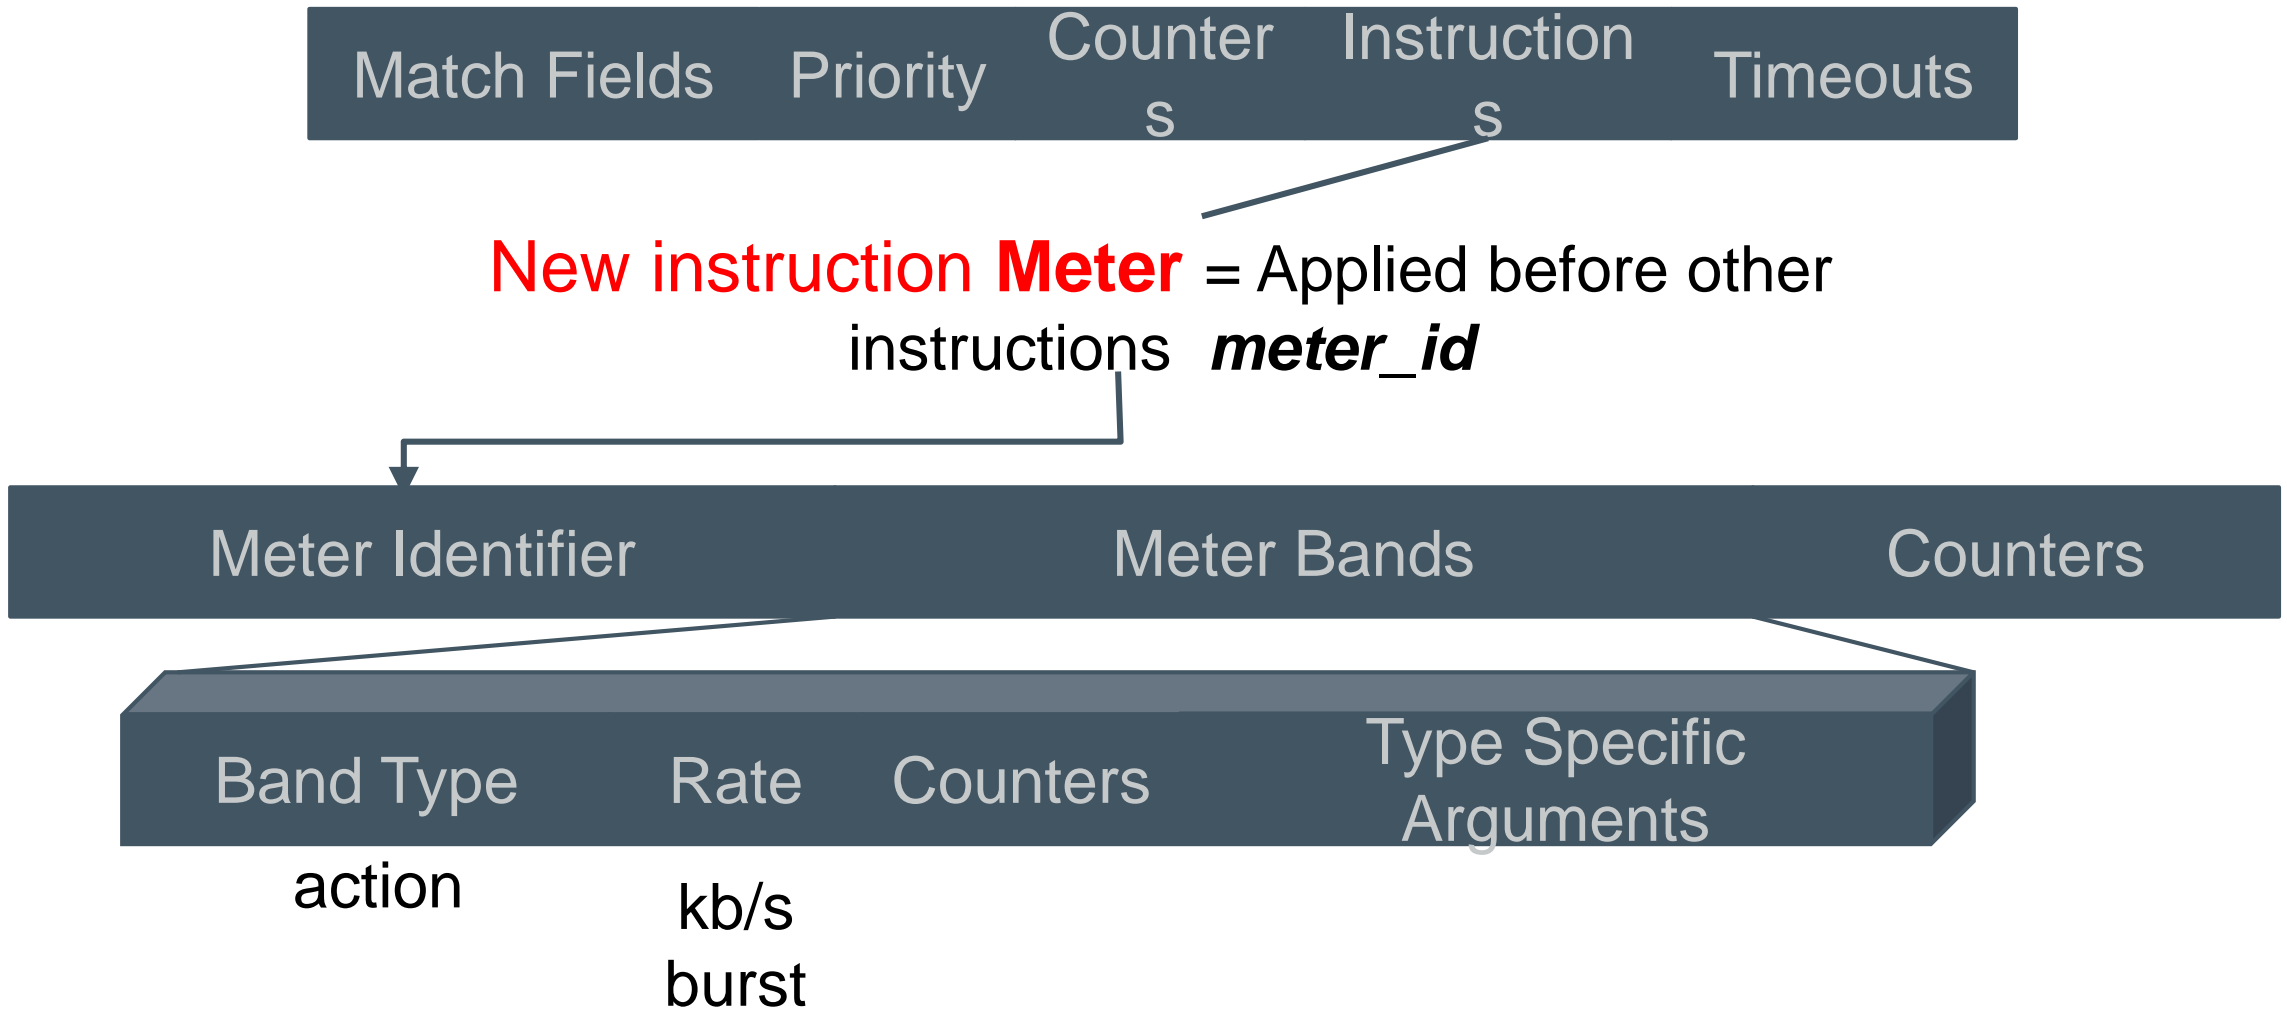 Match Fields Priority Counter Instruction Timeouts
s s
New instruction Meter = Applied before other
instructions meter_id
Meter Identifier Meter Bands Counters
Band Type Rate Counters Type Specific
Arguments
action
kb/s
burst